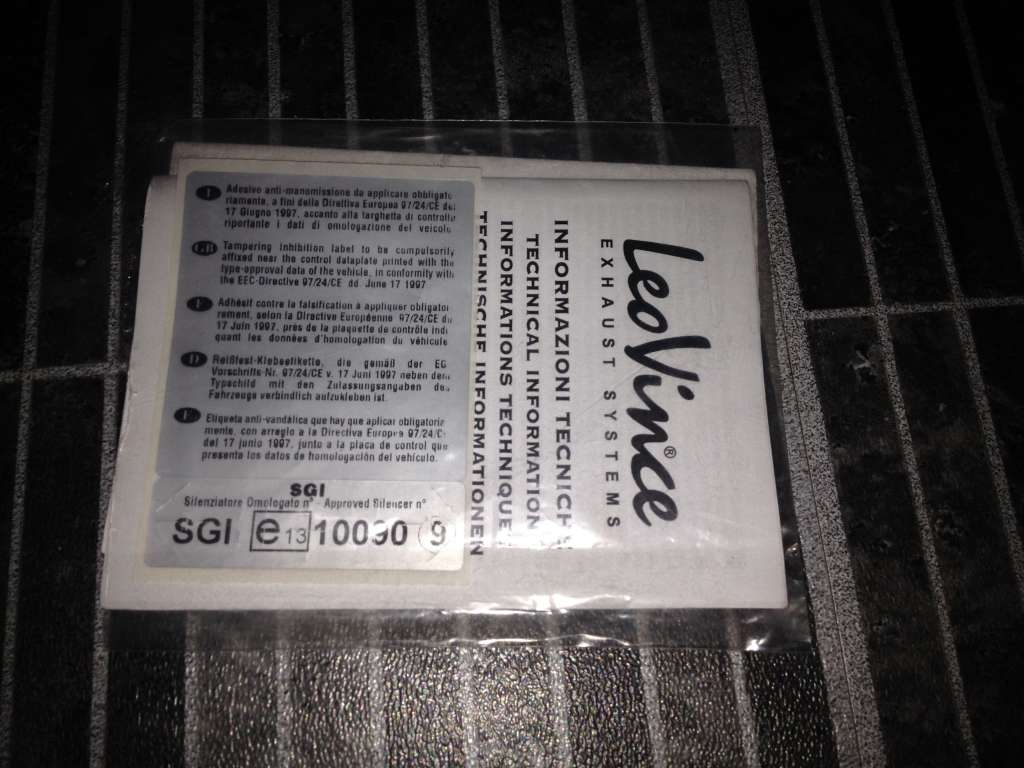 I Adesivo anti-manomissione da applicare obbligato
riamente, a fini della Direttiva Europea 97/24/CE del
17 Giugno 1997, accanto alla targhetta di controllo
riportante i dati di omologazione del veicolo
GB Tampering inhibition label to be compulsorily
affixed near the control dataplate printed with the
type-approval data of the vehicle, in conformity with
the EEC-Directive 97/24/CE dd. June 17 1997
F Adhésif contre la falsification à appliquer obligatoi
rement, selon la Directive Européenne 97/24/CE du
17 Juin 1997, près de la plaquette de contrôle indi
quant les données d'homologation du véhicule
D Reißfest-Klebeetikette, die gemäß der EG
Vorschrifts-Nr. 97/24/CE v. 17 Juni 1997 neben dem
Typschild mit den Zulassungsangaben des
Fahrzeugs verbindlich aufzukleben ist.
E Etiqueta anti-vandálica que hay que aplicar obligatoria
mente, con arreglo a la Directiva Europea 97/24/C
del 17 junio 1997, junto a la placa de control que
presenta los datos de homologación del vehículo.
SGI
Silenziatore Omologato n° Approved Silencer n°
SGI e 13 10090 9
LeoVince®
EXHAUST SYSTEMS
INFORMAZIONI TECNICHE
TECHNICAL INFORMATION
INFORMATIONS TECHNIQUE
TECHNISCHE INFORMATIONEN